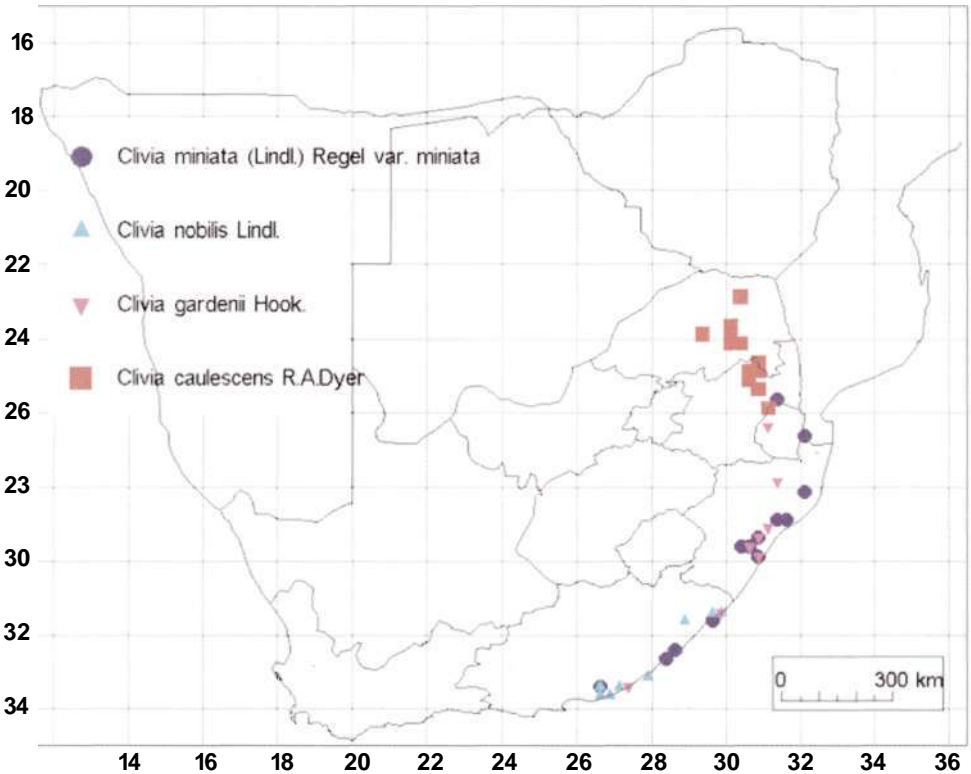 16
18
Clivia miniata (Lindl.) Regel var. miniata
20
Clivia nobilis Lindl.
22
Clivia gardenii Hook.
24
Clivia caulescens R.A.Dyer
26
23
30
32
0 300 km
34
14 16 18 20 22 24 26 28 30 32 34 36